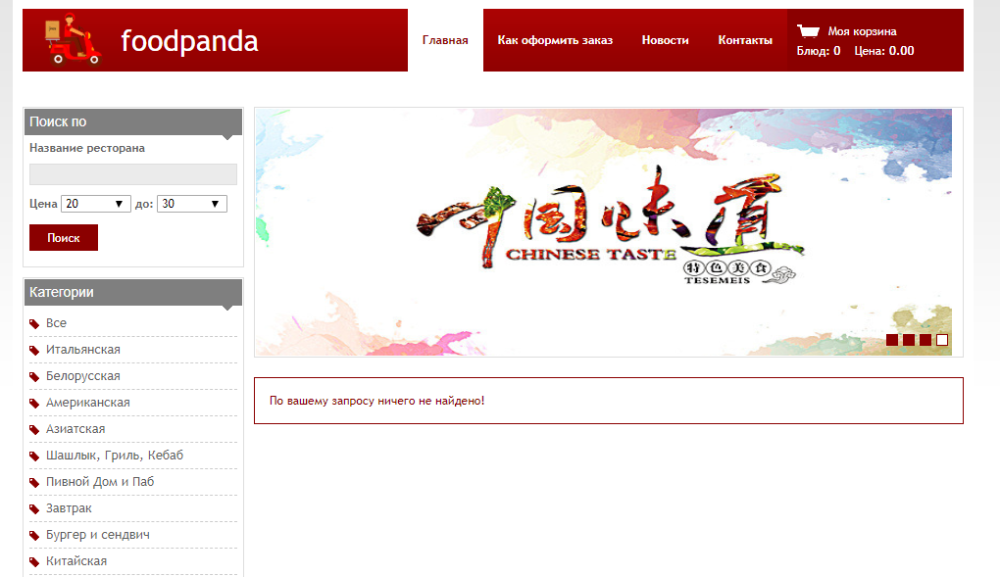 foodpanda
Главная
Как оформить заказ
Новости
Контакты
Моя корзина
Блюд: 0 Цена: 0.00
Поиск по
Название ресторана
Цена 20 до: 30
Поиск
Категории
Все
Итальянская
Белорусская
Американская
Азиатская
Шашлык, Гриль, Кебаб
Пивной Дом и Паб
Завтрак
Бургер и сендвич
Китайская
中国味道
CHINESE TASTE
特色美食
TESEMEIS
По вашему запросу ничего не найдено!